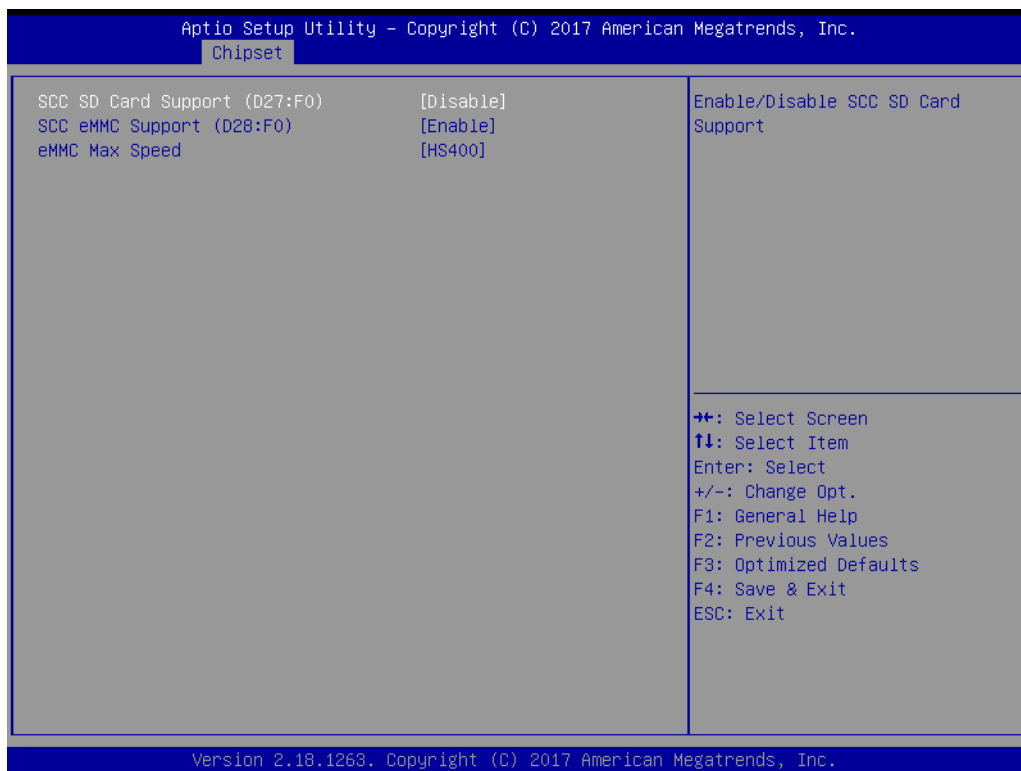 Aptio Setup Utility – Copyright (C) 2017 American Megatrends, Inc.
Chipset
SCC SD Card Support (D27:F0) [Disable]
SCC eMMC Support (D28:F0) [Enable]
eMMC Max Speed [HS400]
Enable/Disable SCC SD Card
Support
→←: Select Screen
↑↓: Select Item
Enter: Select
+/-: Change Opt.
F1: General Help
F2: Previous Values
F3: Optimized Defaults
F4: Save & Exit
ESC: Exit
Version 2.18.1263. Copyright (C) 2017 American Megatrends, Inc.